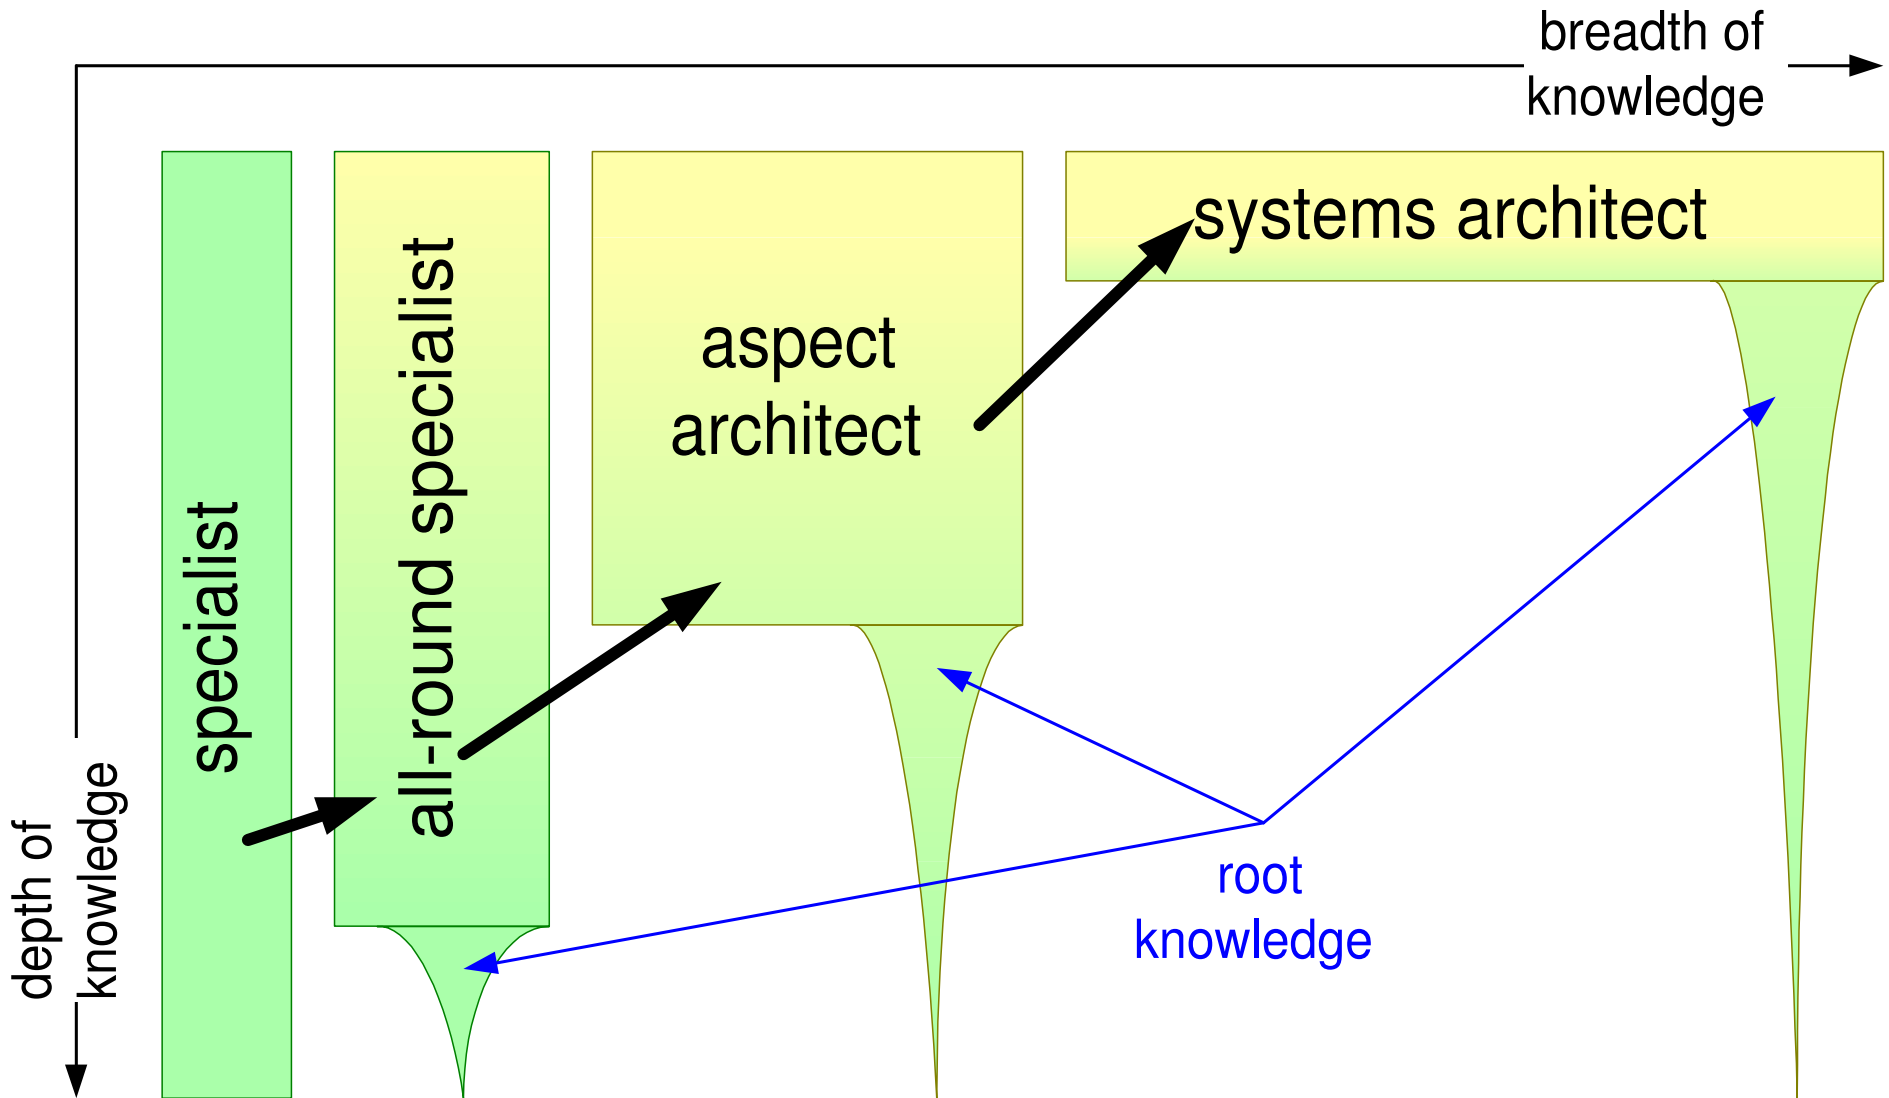 breadth of
knowledge
systems architect
aspect
architect
all-round specialist
specialist
depth of
knowledge
root
knowledge